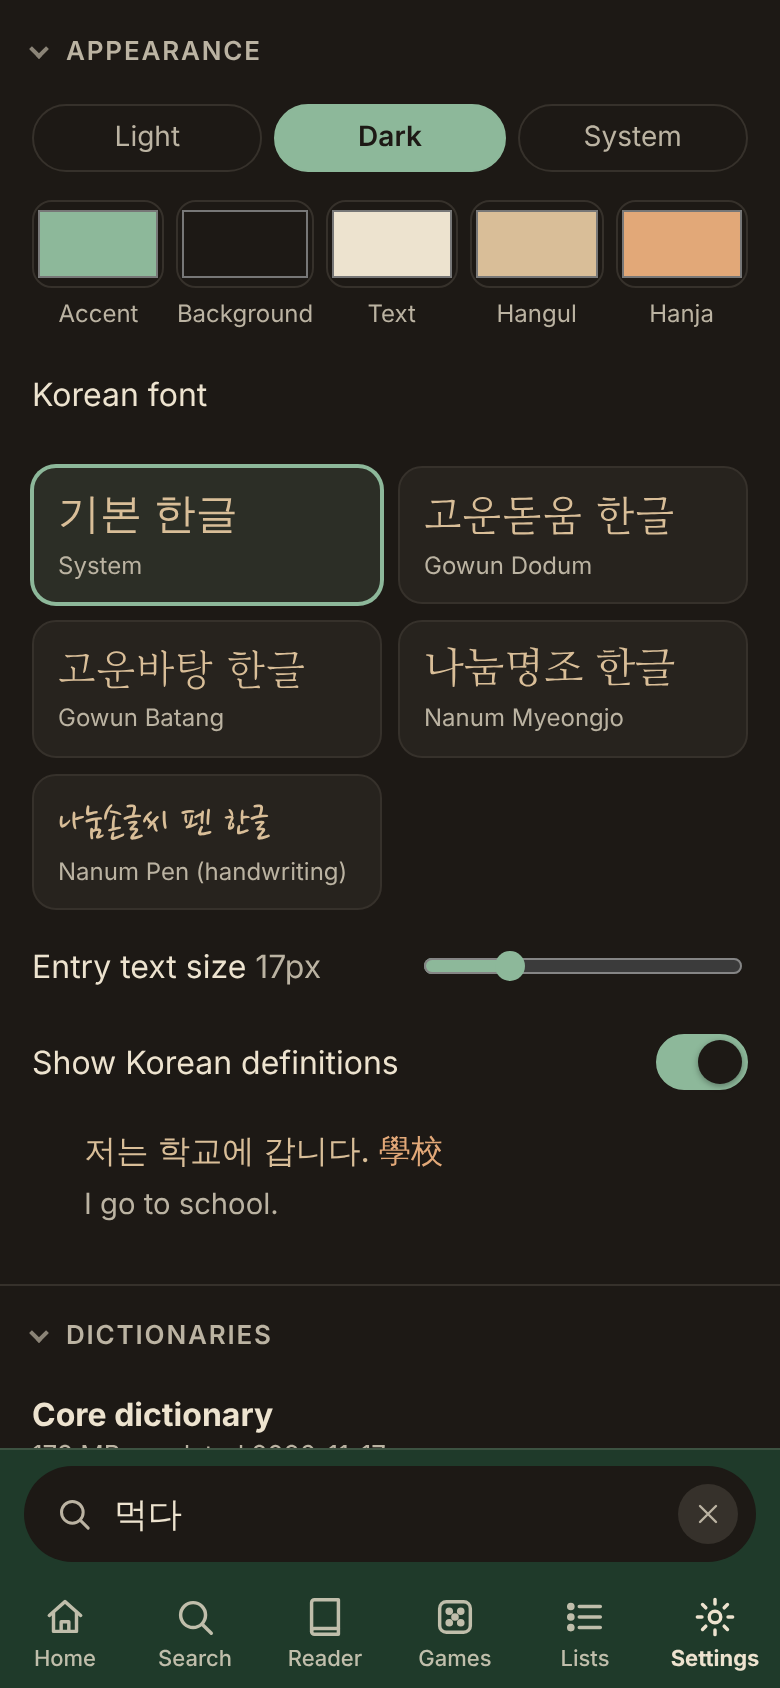 APPEARANCE
Light Dark System
Accent Background Text Hangul Hanja
Korean font
기본 한글
System
고운돋움 한글
Gowun Dodum
고운바탕 한글
Gowun Batang
나눔명조 한글
Nanum Myeongjo
나눔손글씨 펜 한글
Nanum Pen (handwriting)
Entry text size 17px
Show Korean definitions
저는 학교에 갑니다. 學校
I go to school.
DICTIONARIES
Core dictionary
먹다
Home Search Reader Games Lists Settings